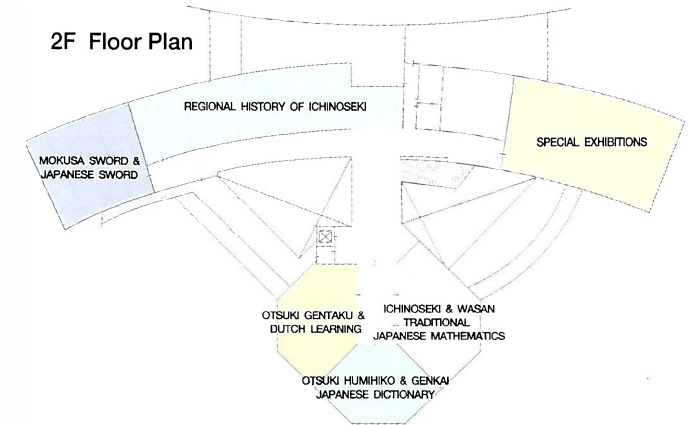 2F Floor Plan
REGIONAL HISTORY OF ICHINOSEKI
SPECIAL EXHIBITIONS
MOKUSA SWORD &
JAPANESE SWORD
OTSUKI GENTAKU &
DUTCH LEARNING
ICHINOSEKI & WASAN
TRADITIONAL
JAPANESE MATHEMATICS
OTSUKI HUMIHIKO & GENKAI
JAPANESE DICTIONARY